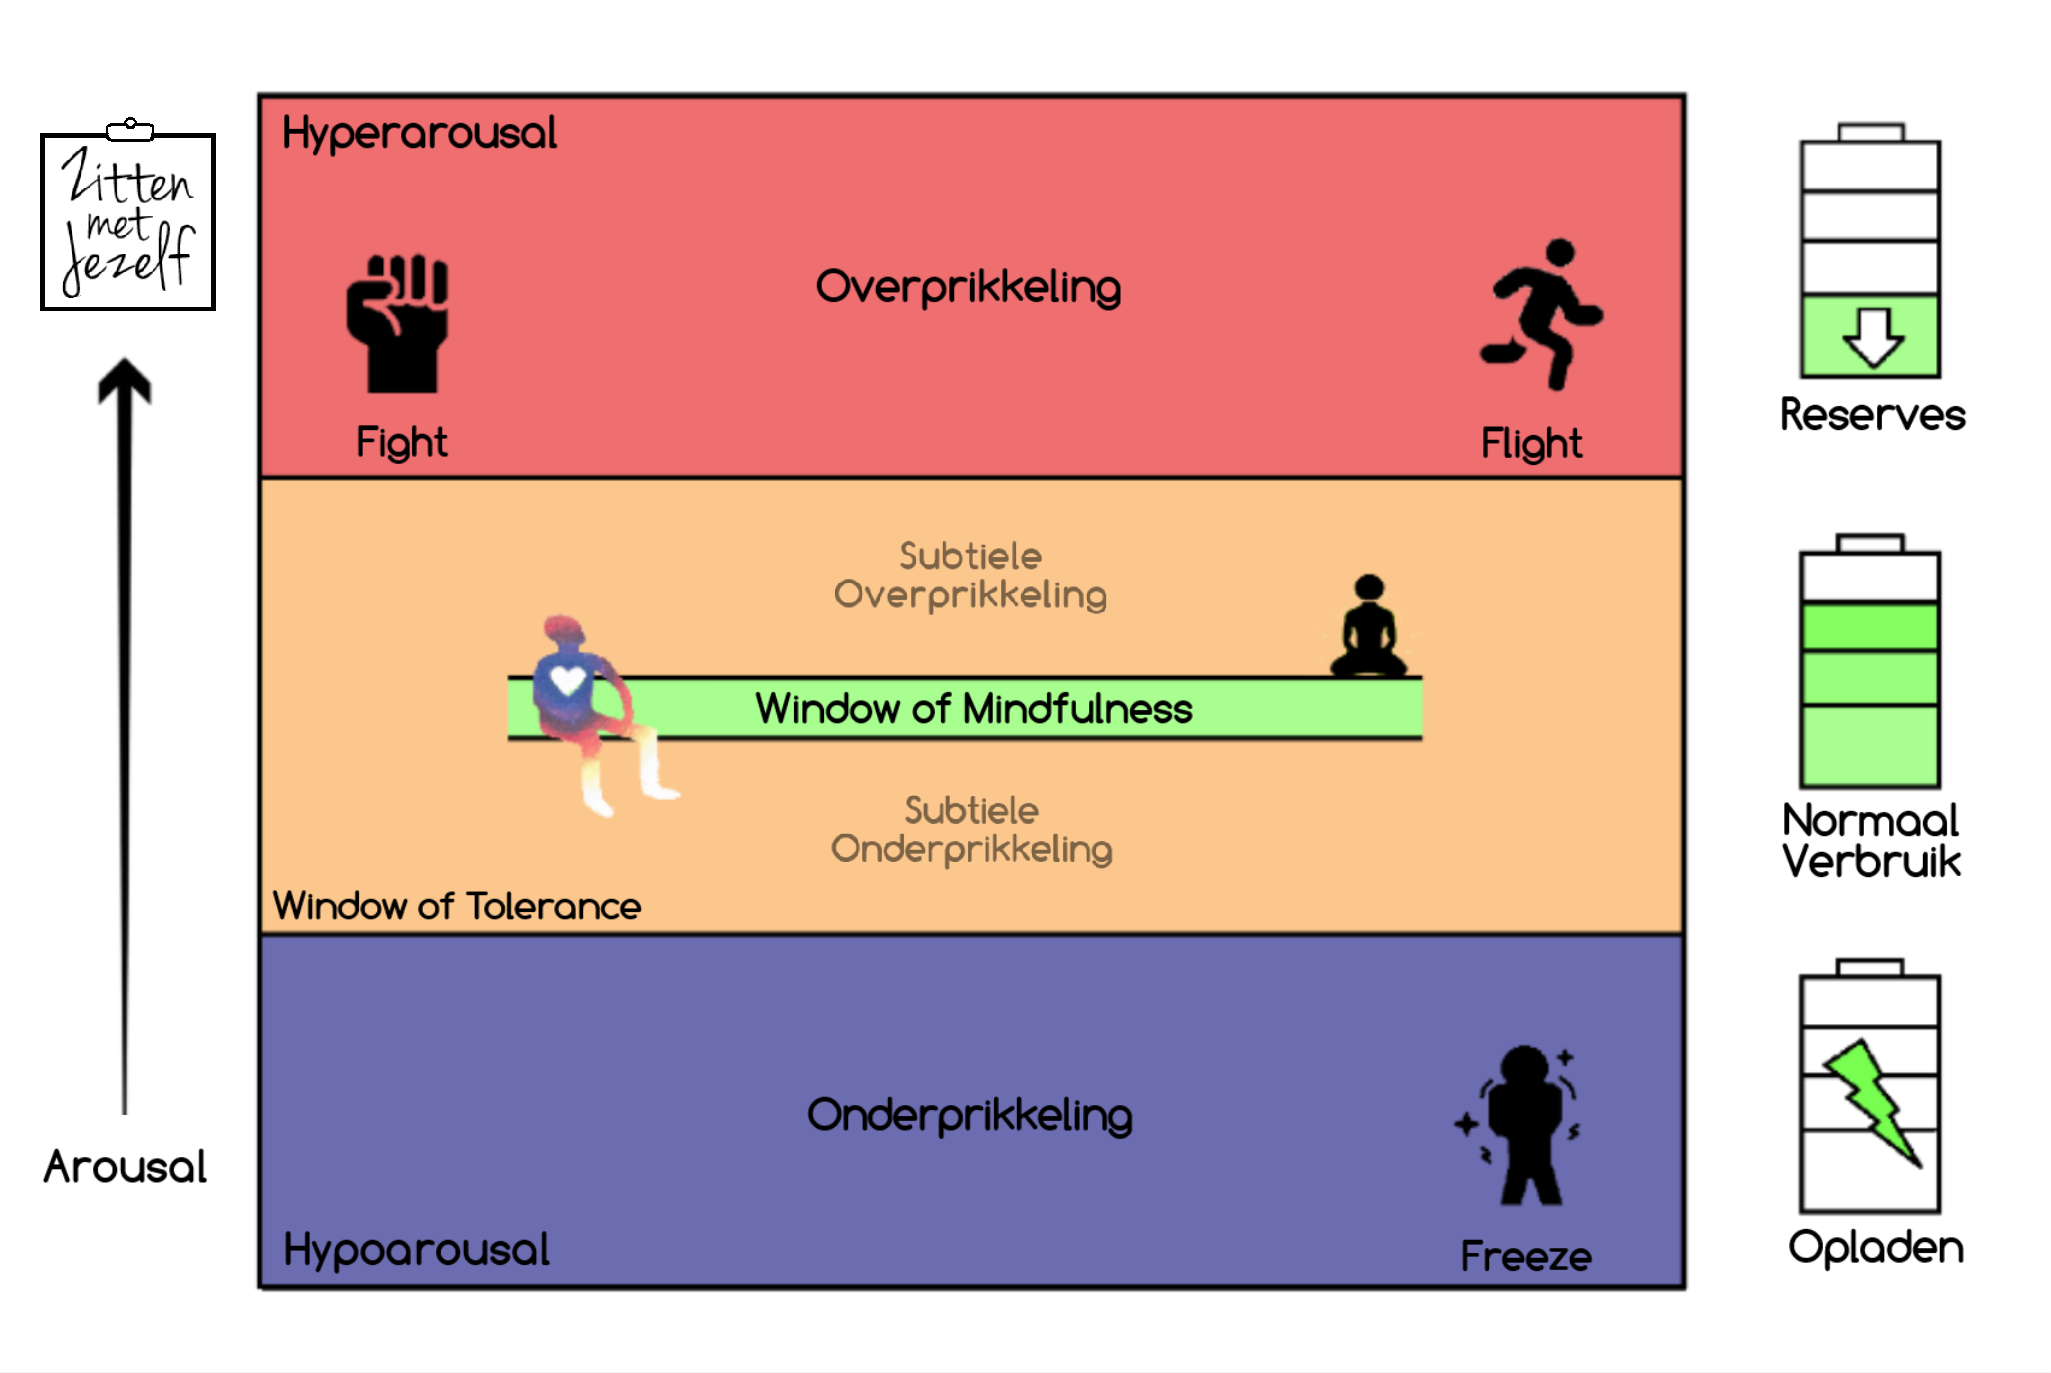 Zitten
met
Jezelf
Arousal
Hyperarousal
Overprikkeling
Fight
Flight
Subtiele
Overprikkeling
Window of Mindfulness
Subtiele
Onderprikkeling
Window of Tolerance
Onderprikkeling
Hypoarousal
Freeze
Reserves
Normaal
Verbruik
Opladen